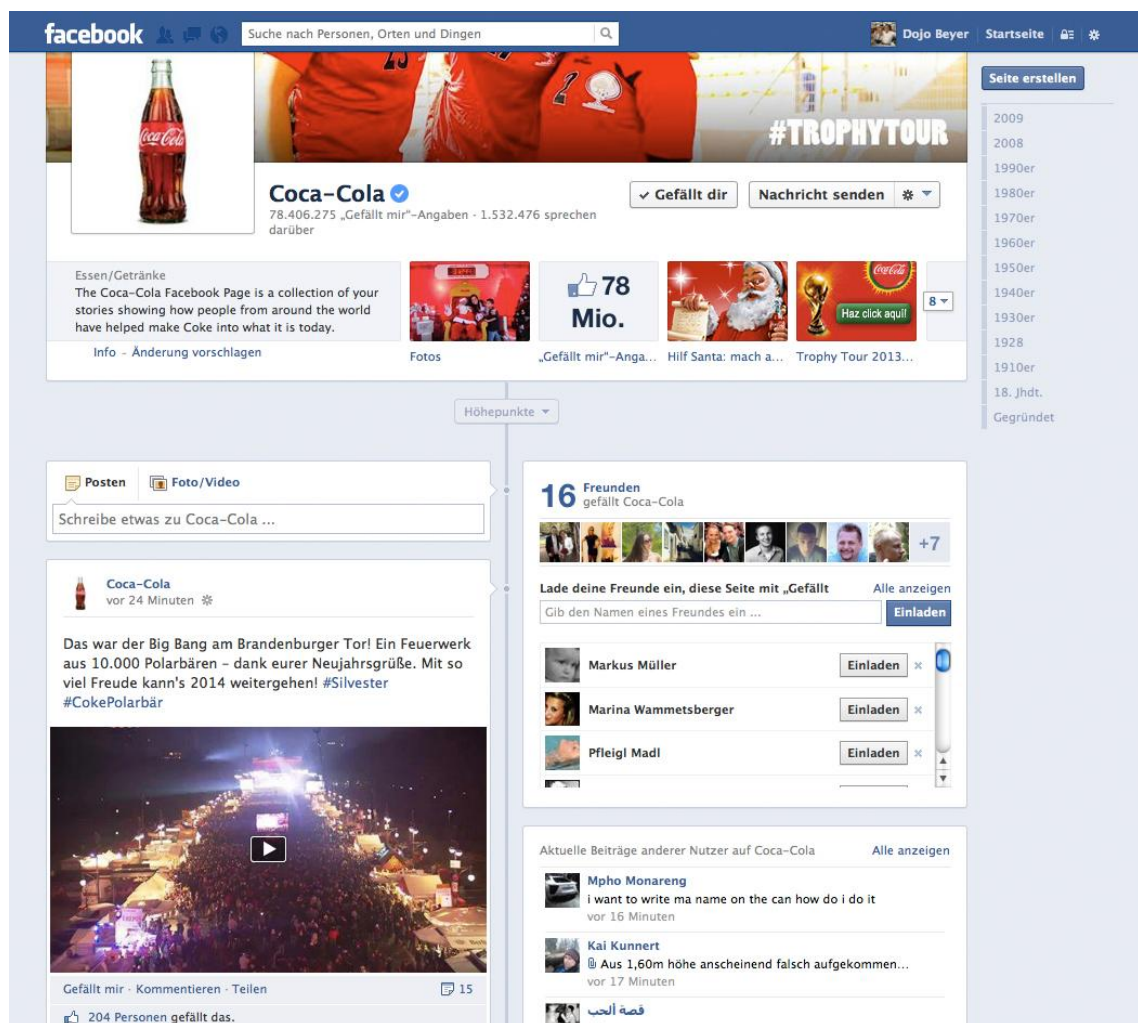 facebook
Suche nach Personen, Orten und Dingen
Dojo Beyer
Startseite
Seite erstellen
2009
2008
1990er
1980er
1970er
1960er
1950er
1940er
1930er
1928
1910er
18. Jhdt.
Gegründet
#TROPHYTOUR
Coca-Cola
Coca-Cola
78.406.275 „Gefällt mir“-Angaben · 1.532.476 sprechen
darüber
✓ Gefällt dir
Nachricht senden
Essen/Getränke
The Coca-Cola Facebook Page is a collection of your
stories showing how people from around the world
have helped make Coke into what it is today.
Info - Änderung vorschlagen
78
Mio.
Coca-Cola
Haz click aquí!
8
Fotos
„Gefällt mir“-Anga...
Hilf Santa: mach a...
Trophy Tour 2013...
Höhepunkte
Posten
Foto/Video
Schreibe etwas zu Coca-Cola ...
Coca-Cola
vor 24 Minuten
Das war der Big Bang am Brandenburger Tor! Ein Feuerwerk
aus 10.000 Polarbären – dank eurer Neujahrsgrüße. Mit so
viel Freude kann's 2014 weitergehen! #Silvester
#CokePolarbär
Gefällt mir · Kommentieren · Teilen
15
204 Personen gefällt das.
16 Freunden
gefällt Coca-Cola
+7
Lade deine Freunde ein, diese Seite mit „Gefällt
Alle anzeigen
Gib den Namen eines Freundes ein ...
Einladen
Markus Müller
Einladen ×
Marina Wammetsberger
Einladen ×
Pfleigl Madl
Einladen ×
Aktuelle Beiträge anderer Nutzer auf Coca-Cola
Alle anzeigen
Mpho Monareng
i want to write ma name on the can how do i do it
vor 16 Minuten
Kai Kunnert
Aus 1,60m höhe anscheinend falsch aufgekommen...
vor 17 Minuten
قصة ألحب